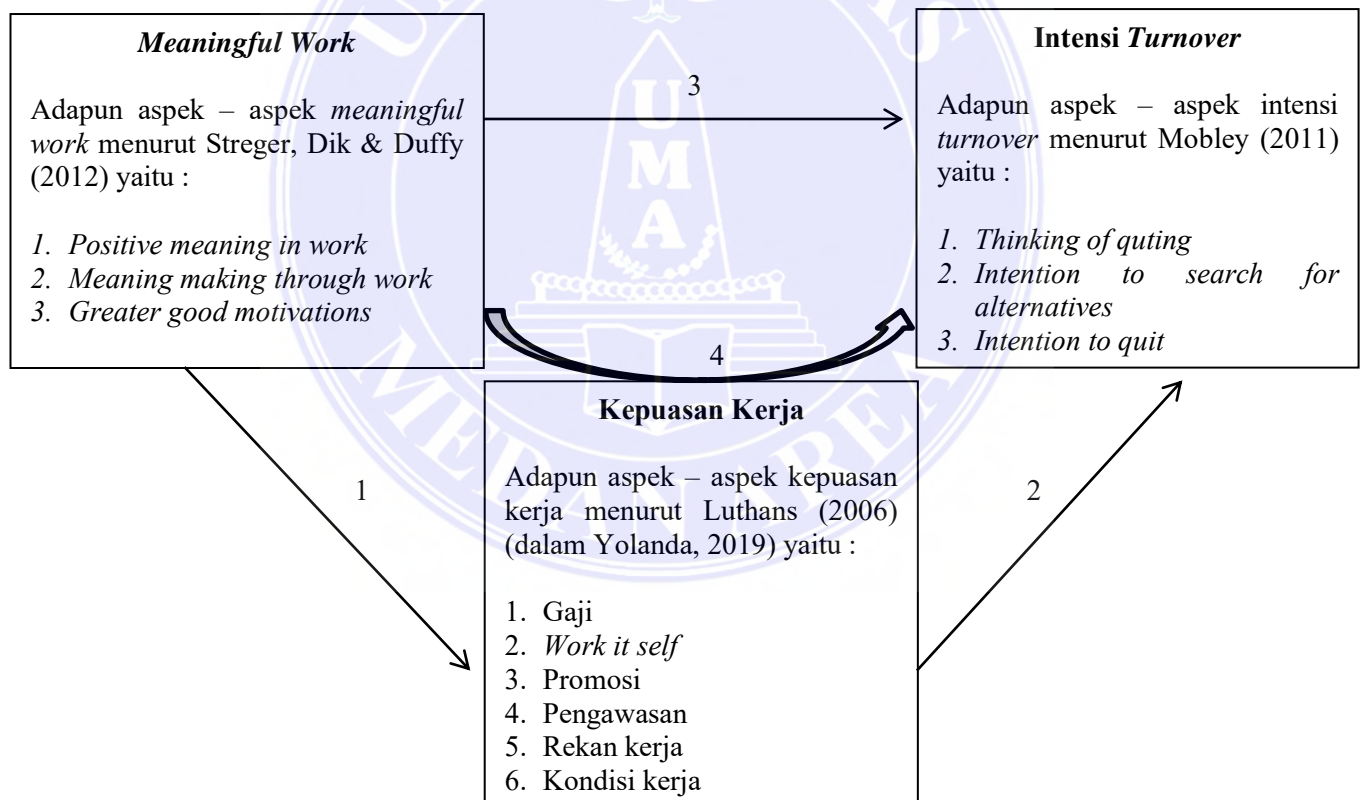 Meaningful Work
Adapun aspek – aspek meaningful
work menurut Streger, Dik & Duffy
(2012) yaitu :
1. Positive meaning in work
2. Meaning making through work
3. Greater good motivations
3
Intensi Turnover
Adapun aspek – aspek intensi
turnover menurut Mobley (2011)
yaitu :
1. Thinking of quting
2. Intention to search for
alternatives
3. Intention to quit
4
1
2
Kepuasan Kerja
Adapun aspek – aspek kepuasan
kerja menurut Luthans (2006)
(dalam Yolanda, 2019) yaitu :
1. Gaji
2. Work it self
3. Promosi
4. Pengawasan
5. Rekan kerja
6. Kondisi kerja
UMA
MEDAN AREA